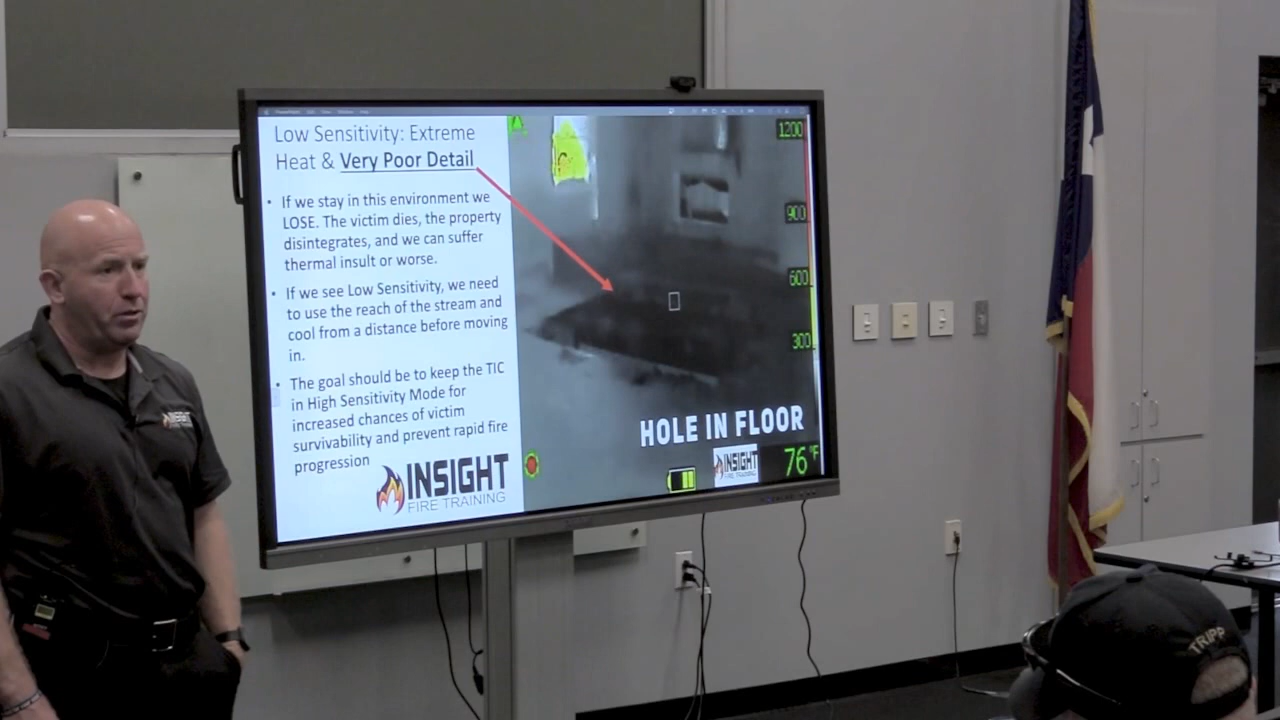 Low Sensitivity: Extreme
Heat & Very Poor Detail
• If we stay in this environment we
LOSE. The victim dies, the property
disintegrates, and we can suffer
thermal insult or worse.
• If we see Low Sensitivity, we need
to use the reach of the stream and
cool from a distance before moving
in.
• The goal should be to keep the TIC
in High Sensitivity Mode for
increased chances of victim
survivability and prevent rapid fire
progression
INSIGHT
FIRE TRAINING
1200
900
600
300
HOLE IN FLOOR
INSIGHT
76 °F
INSIGHT
TRIPP